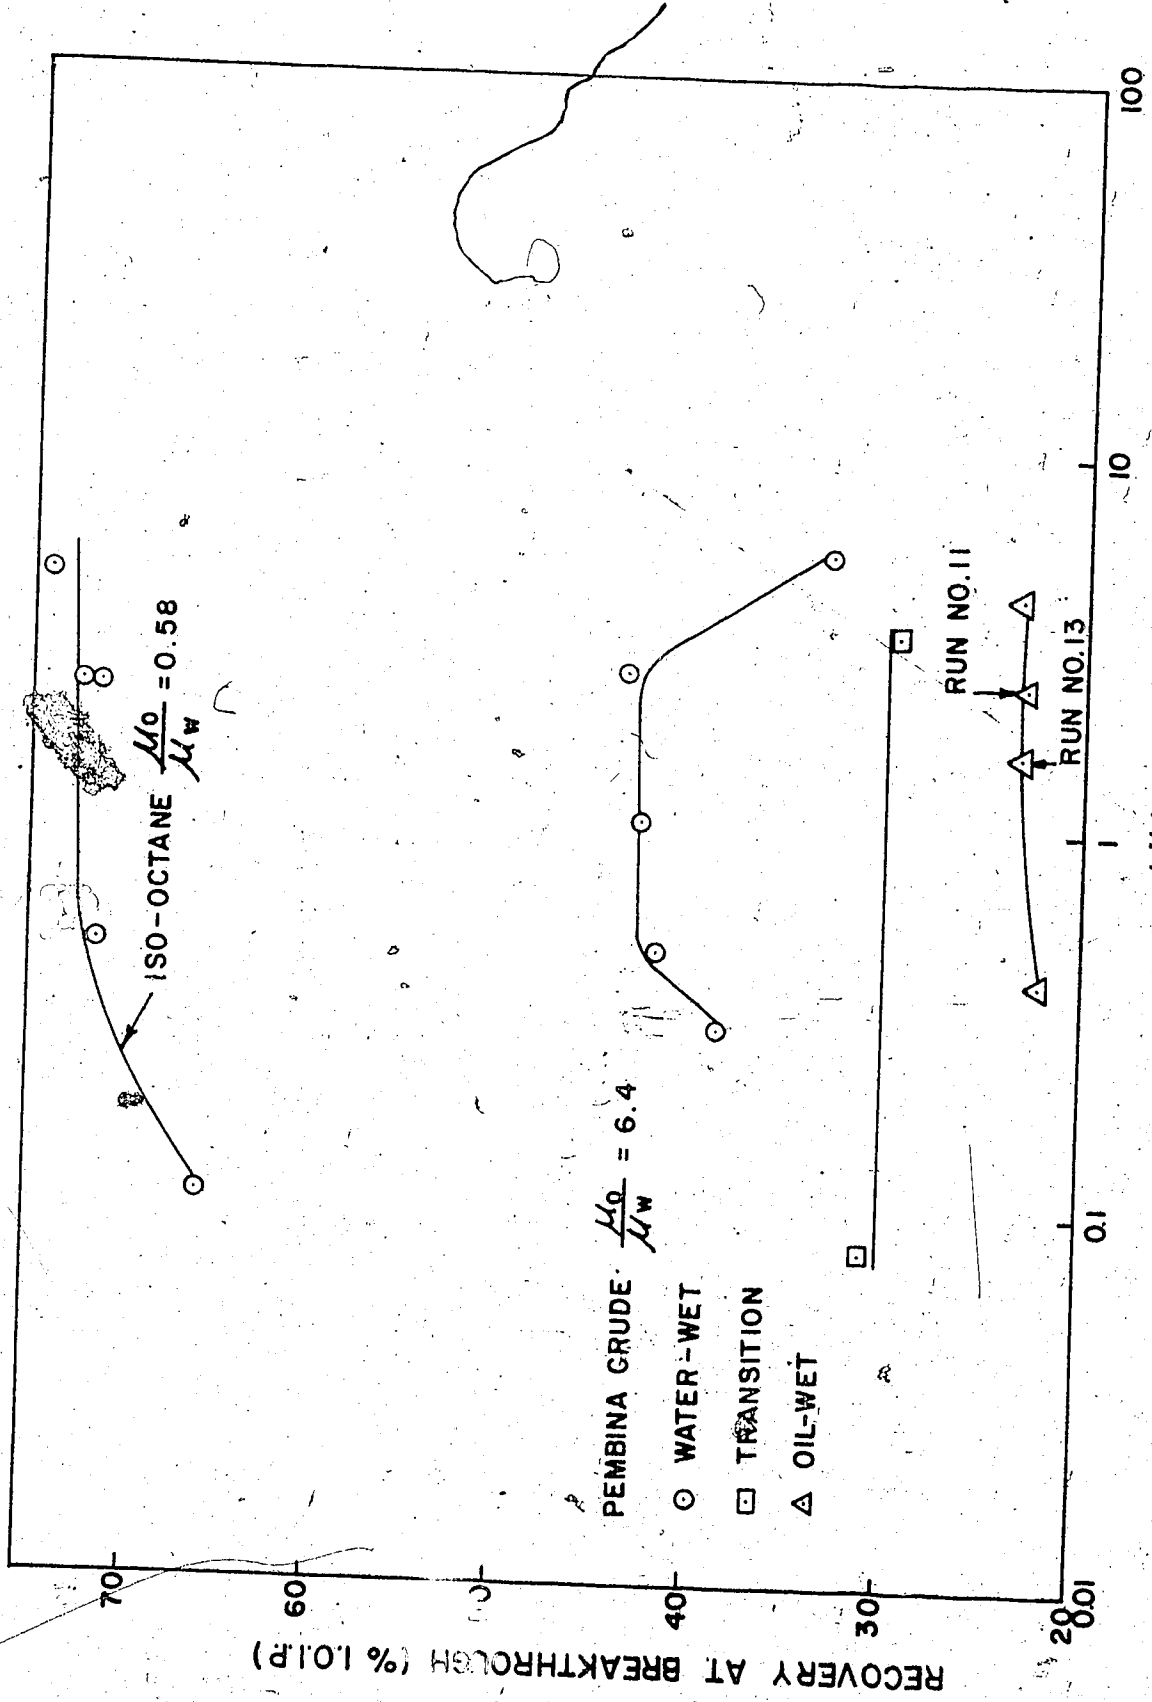 RECOVERY AT BREAKTHROUGH (% I.O.I.P.)
70
60
40
30
20
0.01
0.1
1
10
100
ISO-OCTANE μo/μw = 0.58
PEMBINA GRUDE μo/μw = 6.4
WATER-WET
TRANSITION
OIL-WET
RUN NO.11
RUN NO.13